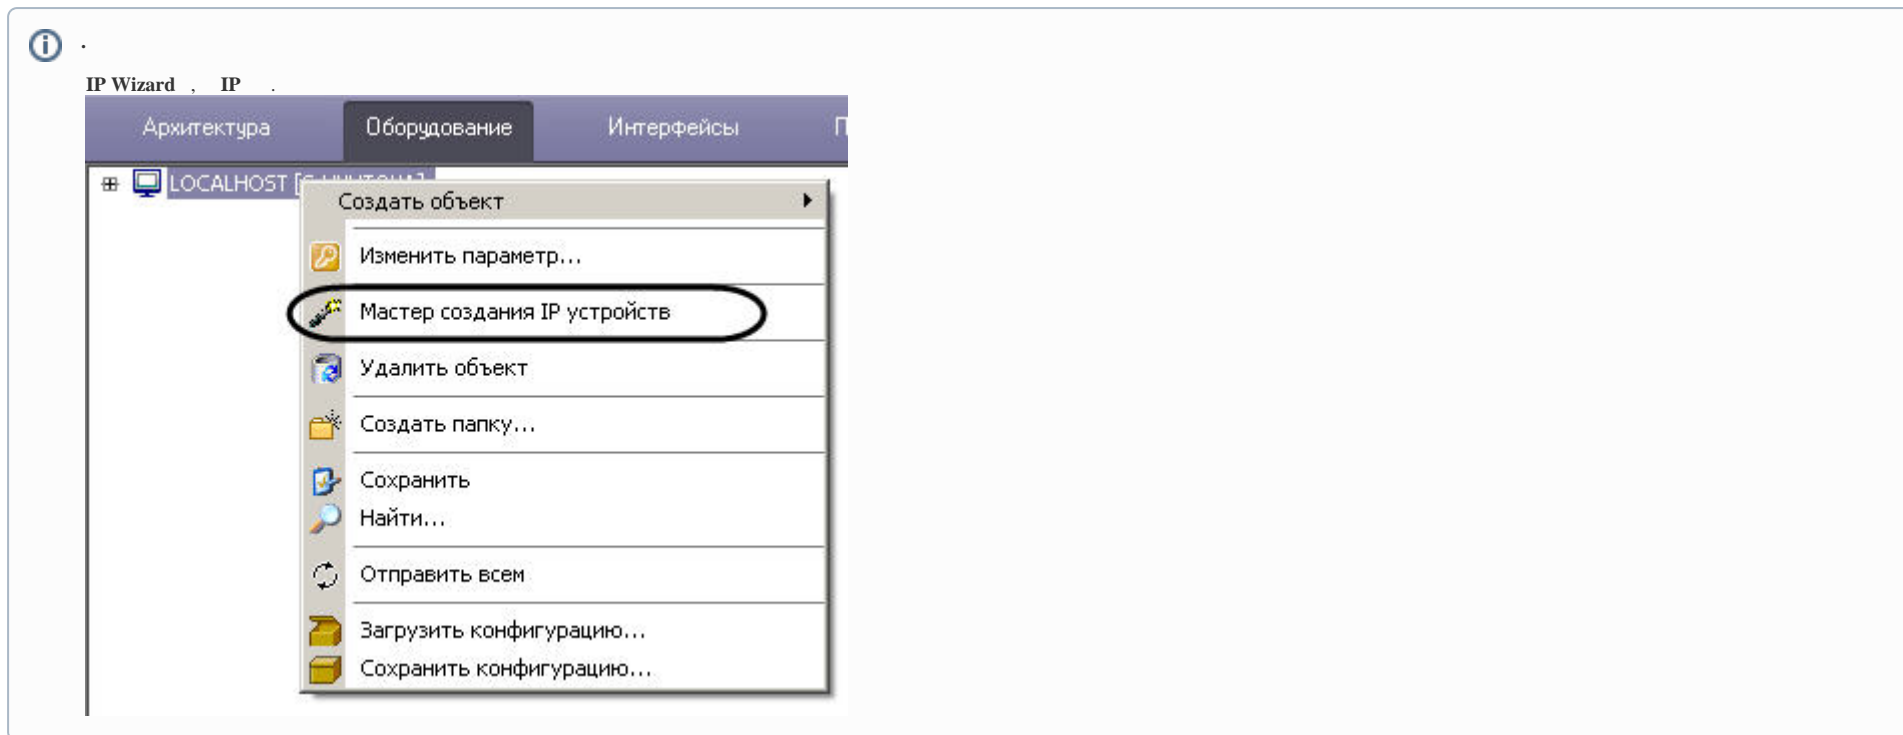 .
IP Wizard , IP .
Архитектура Оборудование Интерфейсы П
LOCALHOST [
Создать объект
Изменить параметр...
Мастер создания IP устройств
Удалить объект
Создать папку...
Сохранить
Найти...
Отправить всем
Загрузить конфигурацию...
Сохранить конфигурацию...